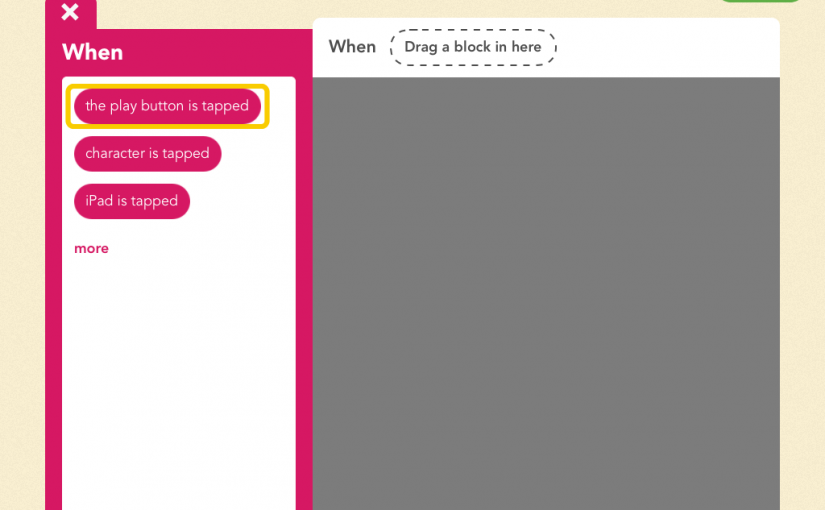 When
the play button is tapped
character is tapped
iPad is tapped
more
When Drag a block in here